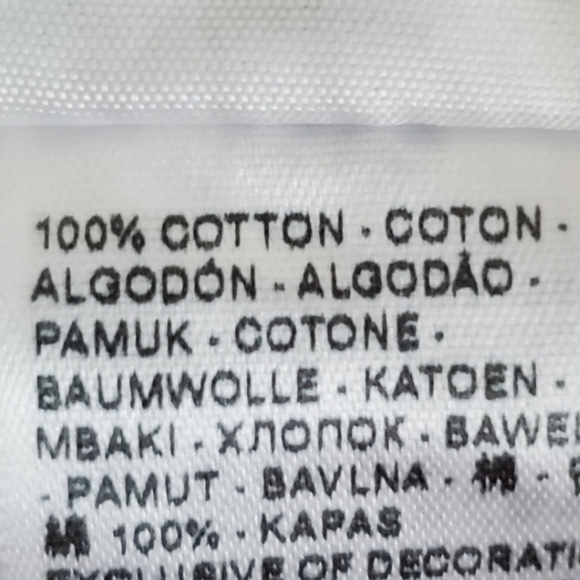 100% COTTON · COTON ·
ALGODÓN - ALGODÃO -
PAMUK · COTONE ·
BAUMWOLLE · KATOEN -
MBAKI · ХЛОПОК ·
- PAMUT · BAVLNA · 棉 -
綿 100% · KAPAS
EXCLUSIVE OF